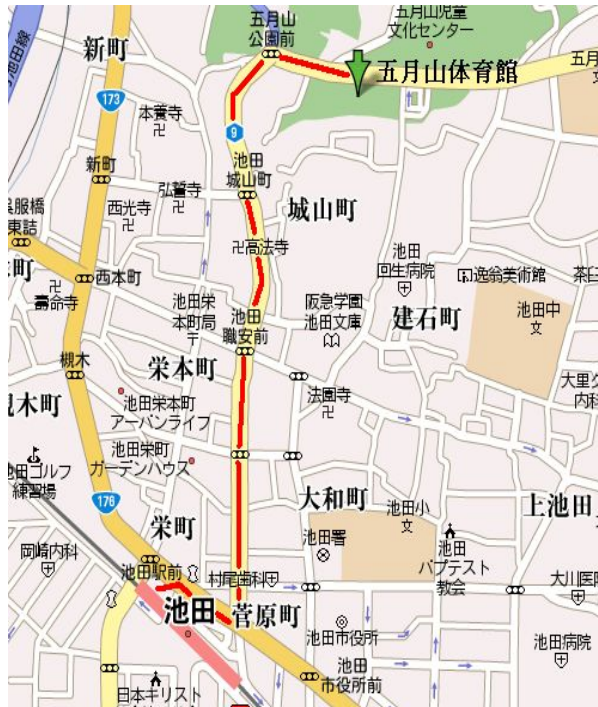 五月山
公園前
五月山児童
文化センター
新町
五月山体育館
173
本養寺
9
池田
城山町
新町
弘誓寺
西光寺
城山町
呉服橋
東詰
高法寺
池田
回生病院
逸翁美術館
西本町
壽命寺
池田栄
本町局
阪急学園
池田文庫
池田中
文
池田
職安前
建石町
槻木
栄本町
法園寺
大里
内科
槻木町
池田栄本町
アーバンライフ
池田栄町
ガーデンハウス
池田ゴルフ
練習場
大和町
上池田
176
池田小
文
栄町
池田署
岡崎内科
池田
バプテスト
教会
池田駅前
村尾歯科
大川医院
池田
菅原町
池田市役所
池田病院
池田
市役所前
日本キリスト